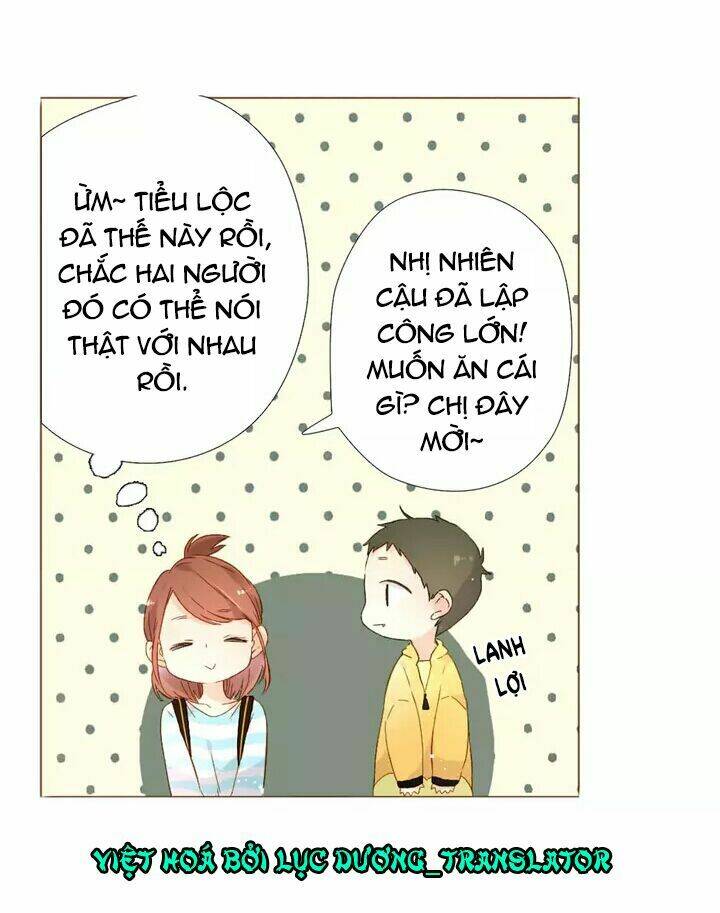 ỪM~ TIỂU LỘC
ĐÃ THẾ NÀY RỒI,
CHẮC HAI NGƯỜI
ĐÓ CÓ THỂ NÓI
THẬT VỚI NHAU
RỒI.
NHỊ NHIÊN
CẬU ĐÃ LẬP
CÔNG LỚN!
MUỐN ĂN CÁI
GÌ? CHỊ ĐÂY
MỜI~
LANH
LỢI
VIỆT HOÁ BỞI LỤC DƯƠNG_TRANSLATOR